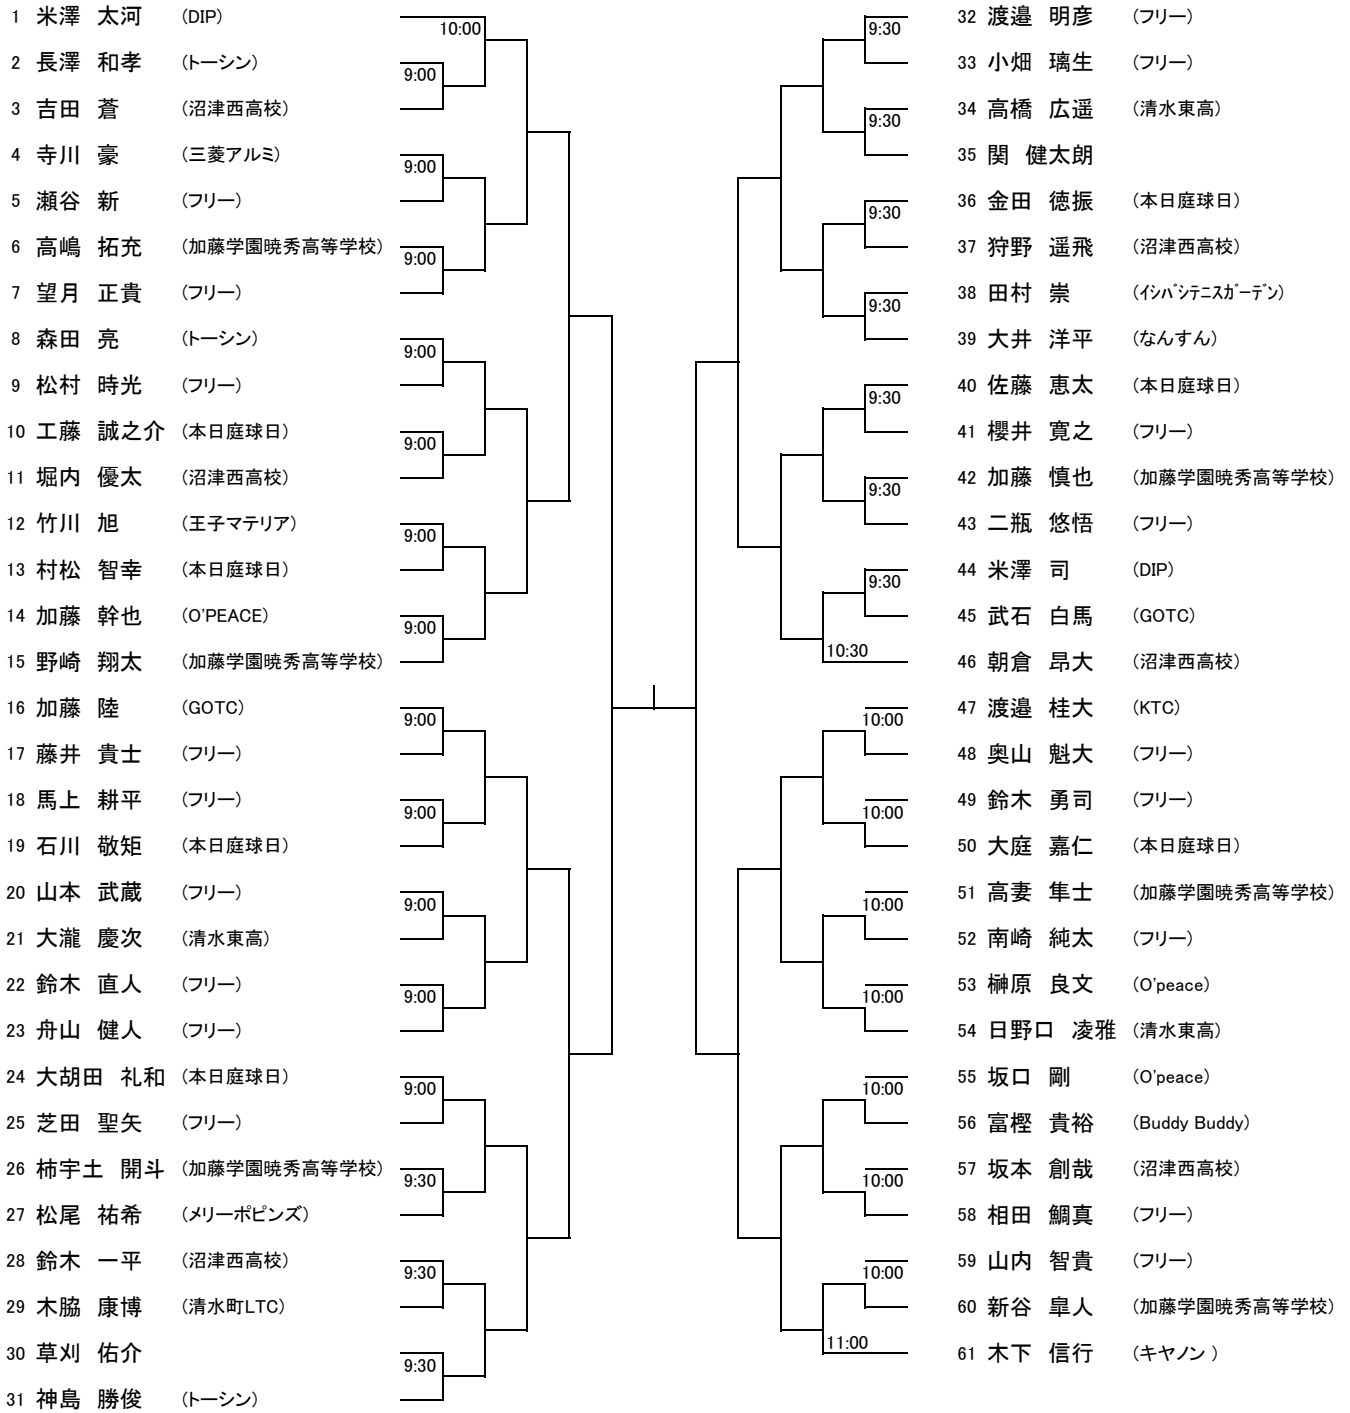 1 米澤 太河 (DIP)
10:00
2 長澤 和孝 (トーシン)
9:00
3 吉田 蒼 (沼津西高校)
4 寺川 豪 (三菱アルミ)
9:00
5 瀬谷 新 (フリー)
6 高嶋 拓充 (加藤学園暁秀高等学校)
9:00
7 望月 正貴 (フリー)
8 森田 亮 (トーシン)
9:00
9 松村 時光 (フリー)
10 工藤 誠之介 (本日庭球日)
9:00
11 堀内 優太 (沼津西高校)
12 竹川 旭 (王子マテリア)
9:00
13 村松 智幸 (本日庭球日)
14 加藤 幹也 (O'PEACE)
9:00
15 野崎 翔太 (加藤学園暁秀高等学校)
16 加藤 陸 (GOTC)
9:00
17 藤井 貴士 (フリー)
18 馬上 耕平 (フリー)
9:00
19 石川 敬矩 (本日庭球日)
20 山本 武蔵 (フリー)
9:00
21 大瀧 慶次 (清水東高)
22 鈴木 直人 (フリー)
9:00
23 舟山 健人 (フリー)
24 大胡田 礼和 (本日庭球日)
9:00
25 芝田 聖矢 (フリー)
26 柿宇土 開斗 (加藤学園暁秀高等学校)
9:30
27 松尾 祐希 (メリーポピンズ)
28 鈴木 一平 (沼津西高校)
9:30
29 木脇 康博 (清水町LTC)
30 草刈 佑介
9:30
31 神島 勝俊 (トーシン)
32 渡邉 明彦 (フリー)
9:30
33 小畑 璃生 (フリー)
34 高橋 広遥 (清水東高)
9:30
35 関 健太朗
36 金田 徳振 (本日庭球日)
9:30
37 狩野 遥飛 (沼津西高校)
38 田村 崇 (ｲｼﾊﾞｼﾃﾆｽｶﾞｰﾃﾞﾝ)
9:30
39 大井 洋平 (なんすん)
40 佐藤 恵太 (本日庭球日)
9:30
41 櫻井 寛之 (フリー)
42 加藤 慎也 (加藤学園暁秀高等学校)
9:30
43 二瓶 悠悟 (フリー)
44 米澤 司 (DIP)
9:30
45 武石 白馬 (GOTC)
10:30
46 朝倉 昂大 (沼津西高校)
47 渡邉 桂大 (KTC)
10:00
48 奥山 魁大 (フリー)
49 鈴木 勇司 (フリー)
10:00
50 大庭 嘉仁 (本日庭球日)
51 高妻 隼士 (加藤学園暁秀高等学校)
10:00
52 南崎 純太 (フリー)
53 榊原 良文 (O'peace)
10:00
54 日野口 凌雅 (清水東高)
55 坂口 剛 (O'peace)
10:00
56 富樫 貴裕 (Buddy Buddy)
57 坂本 創哉 (沼津西高校)
10:00
58 相田 鯛真 (フリー)
59 山内 智貴 (フリー)
10:00
60 新谷 皐人 (加藤学園暁秀高等学校)
11:00
61 木下 信行 (キヤノン )